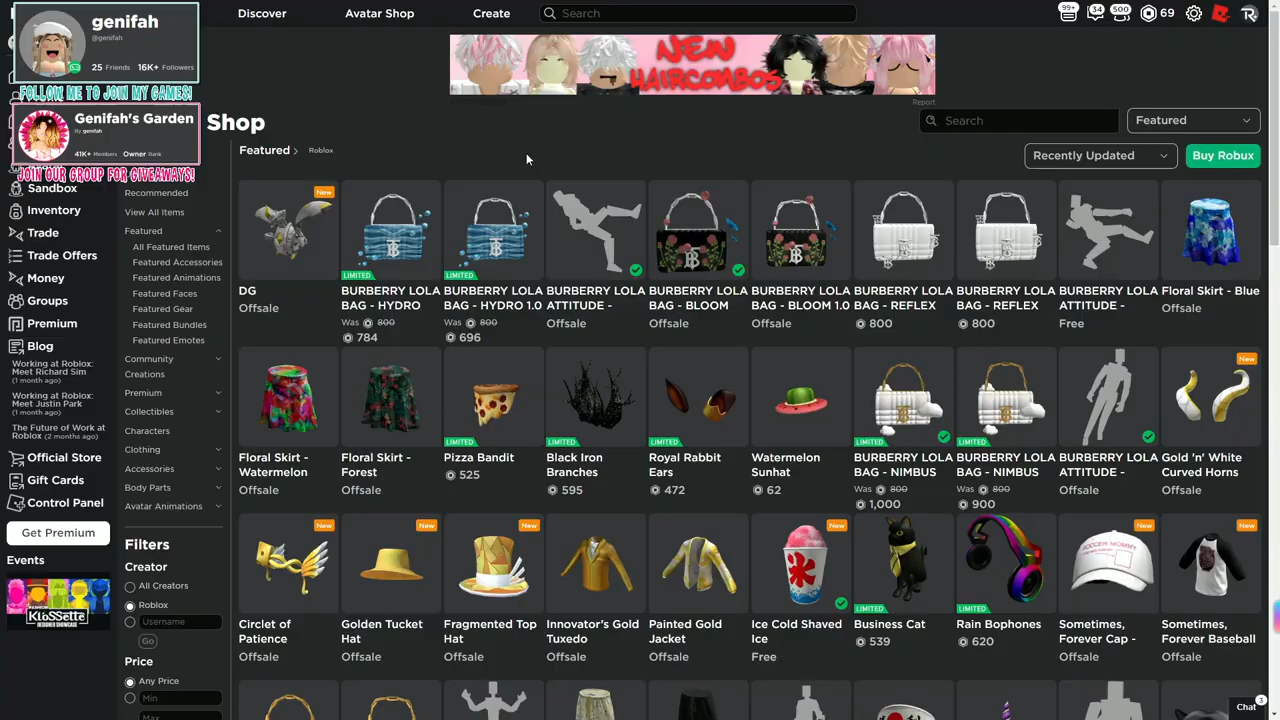 genifah
@genifah
25 Friends 16K+ Followers
FOLLOW ME TO JOIN MY GAMES!
Genifah's Garden
By genifah
41K+ Members Owner Rank
JOIN OUR GROUP FOR GIVEAWAYS!
Discover
Avatar Shop
Create
Search
99+
34
500
69
NEW
HAIRCOMBOS
Report
Shop
Search
Featured
Featured
Roblox
Recently Updated
Buy Robux
Sandbox
Inventory
Trade
Trade Offers
Money
Groups
Premium
Blog
Working at Roblox:
Meet Richard Sim
(1 month ago)
Working at Roblox:
Meet Justin Park
(1 month ago)
The Future of Work at
Roblox (2 months ago)
Official Store
Gift Cards
Control Panel
Get Premium
Events
KLOSSETTE
DESIGNER SHOWCASE
Recommended
View All Items
Featured
All Featured Items
Featured Accessories
Featured Animations
Featured Faces
Featured Gear
Featured Bundles
Featured Emotes
Community
Creations
Premium
Collectibles
Characters
Clothing
Accessories
Body Parts
Avatar Animations
Filters
Creator
All Creators
Roblox
Username
Go
Price
Any Price
Min
Max
New
DG
Offsale
LIMITED
BURBERRY LOLA
BAG - HYDRO
Was 800
784
LIMITED
BURBERRY LOLA
BAG - HYDRO 1.0
Was 800
696
BURBERRY LOLA
ATTITUDE -
Offsale
BURBERRY LOLA
BAG - BLOOM
Offsale
BURBERRY LOLA
BAG - BLOOM 1.0
Offsale
BURBERRY LOLA
BAG - REFLEX
800
BURBERRY LOLA
BAG - REFLEX
800
BURBERRY LOLA
ATTITUDE -
Free
Floral Skirt - Blue
Offsale
Floral Skirt -
Watermelon
Offsale
Floral Skirt -
Forest
Offsale
LIMITED
Pizza Bandit
525
LIMITED
Black Iron
Branches
595
LIMITED
Royal Rabbit
Ears
472
Watermelon
Sunhat
62
LIMITED
BURBERRY LOLA
BAG - NIMBUS
Was 800
1,000
LIMITED
BURBERRY LOLA
BAG - NIMBUS
Was 800
900
BURBERRY LOLA
ATTITUDE -
Offsale
New
Gold 'n' White
Curved Horns
Offsale
New
Circlet of
Patience
Offsale
New
Golden Tucket
Hat
Offsale
New
Fragmented Top
Hat
Offsale
Innovator's Gold
Tuxedo
Offsale
Painted Gold
Jacket
Offsale
New
Ice Cold Shaved
Ice
Free
LIMITED
Business Cat
539
LIMITED
Rain Bophones
620
New
SOCCER MOMMY
Sometimes,
Forever Cap -
Offsale
New
Sometimes,
Forever Baseball
Offsale
Chat
3